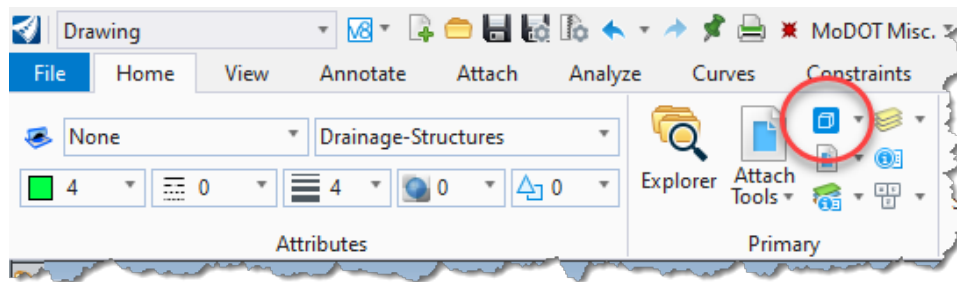 Drawing V8 MoDOT Misc.
File Home View Annotate Attach Analyze Curves Constraints
None Drainage-Structures
4 0 4 0 0
Explorer Attach
Tools
Attributes Primary